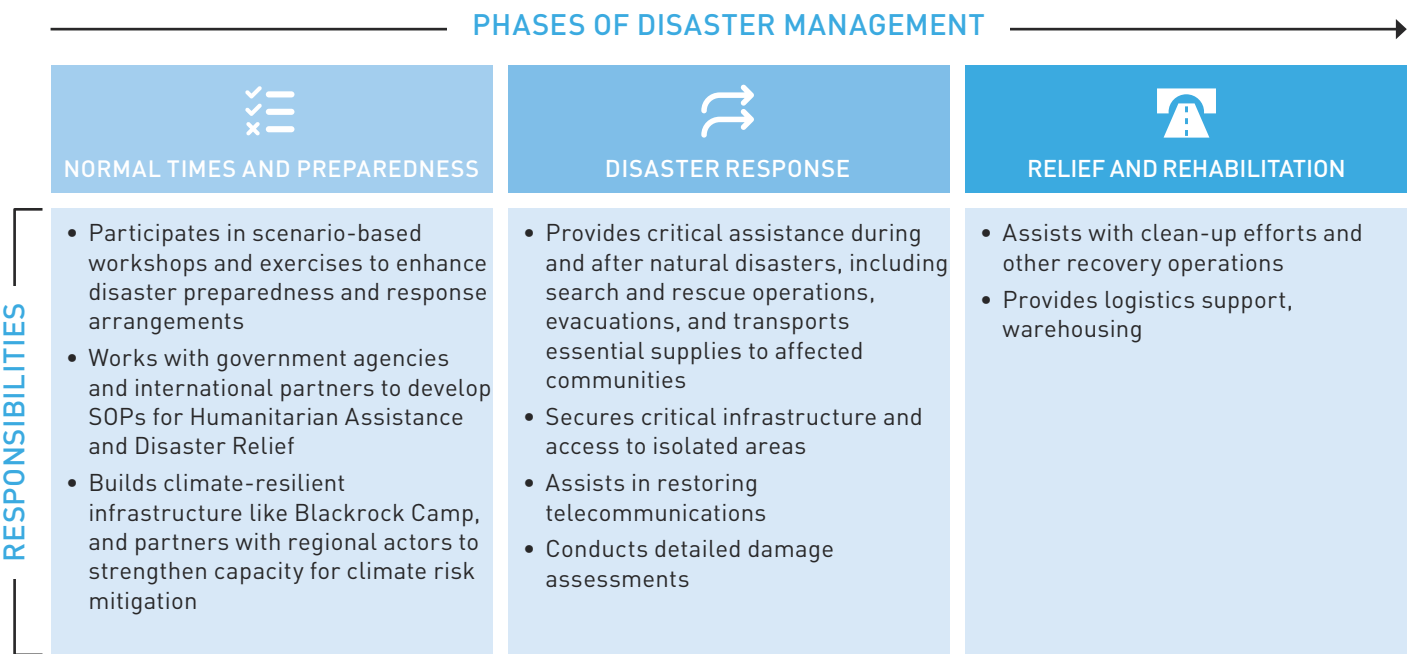 PHASES OF DISASTER MANAGEMENT
NORMAL TIMES AND PREPAREDNESS
DISASTER RESPONSE
RELIEF AND REHABILITATION
RESPONSIBILITIES
• Participates in scenario-based
workshops and exercises to enhance
disaster preparedness and response
arrangements
• Works with government agencies
and international partners to develop
SOPs for Humanitarian Assistance
and Disaster Relief
• Builds climate-resilient
infrastructure like Blackrock Camp,
and partners with regional actors to
strengthen capacity for climate risk
mitigation
• Provides critical assistance during
and after natural disasters, including
search and rescue operations,
evacuations, and transports
essential supplies to affected
communities
• Secures critical infrastructure and
access to isolated areas
• Assists in restoring
telecommunications
• Conducts detailed damage
assessments
• Assists with clean-up efforts and
other recovery operations
• Provides logistics support,
warehousing